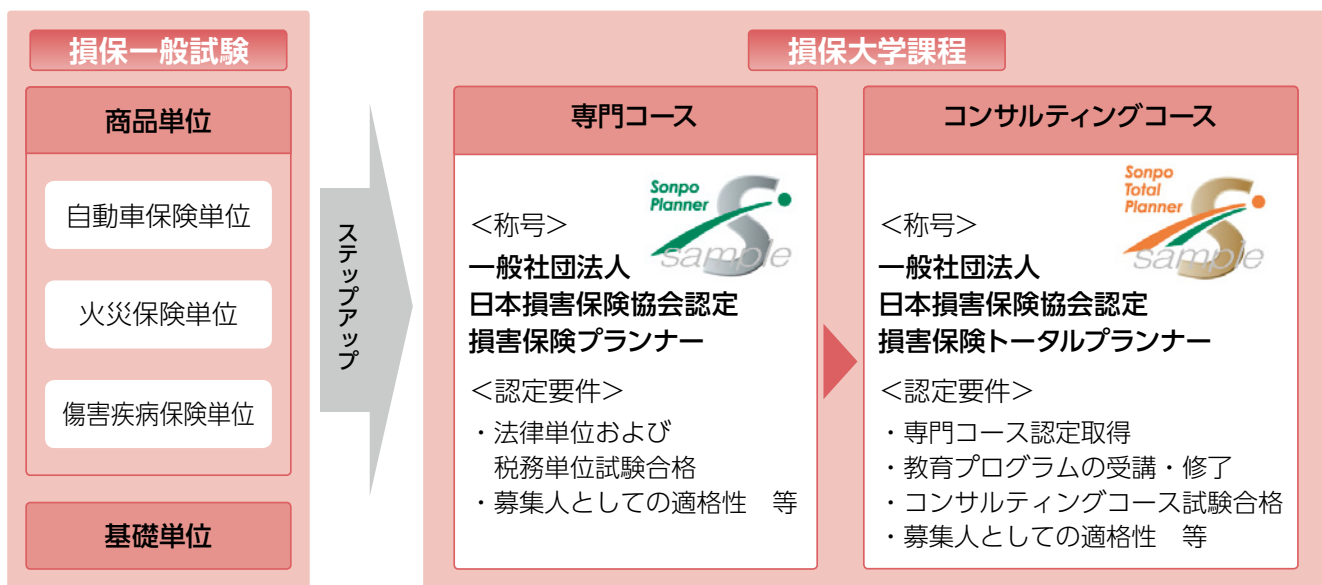 損保一般試験
商品単位
自動車保険単位
火災保険単位
傷害疾病保険単位
基礎単位
ステップアップ
損保大学課程
専門コース
Sonpo
Planner
sample
<称号>
一般社団法人
日本損害保険協会認定
損害保険プランナー
<認定要件>
・法律単位および
税務単位試験合格
・募集人としての適格性　等
コンサルティングコース
Sonpo
Total
Planner
sample
<称号>
一般社団法人
日本損害保険協会認定
損害保険トータルプランナー
<認定要件>
・専門コース認定取得
・教育プログラムの受講・修了
・コンサルティングコース試験合格
・募集人としての適格性　等